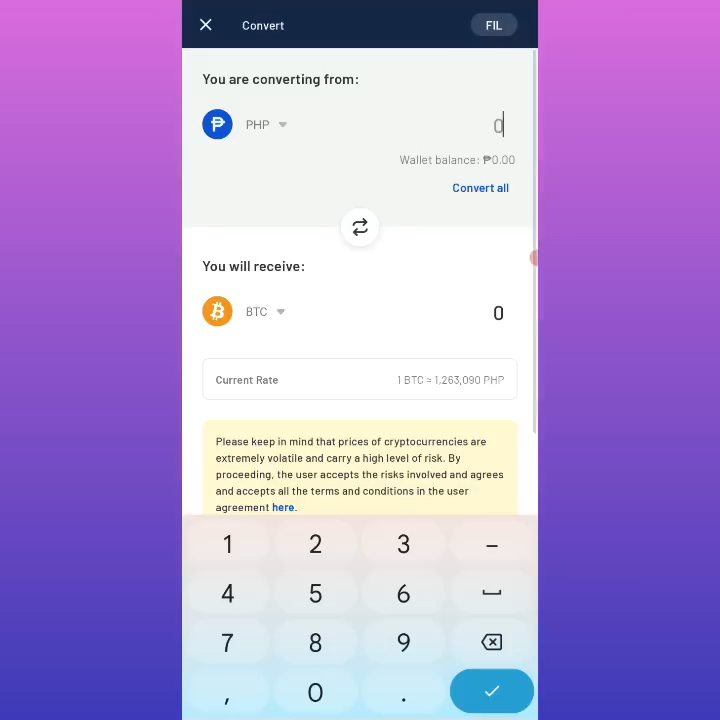 Convert
FIL
You are converting from:
PHP
0
Wallet balance: ₱0.00
Convert all
You will receive:
BTC
0
Current Rate
1 BTC = 1,263,090 PHP
Please keep in mind that prices of cryptocurrencies are
extremely volatile and carry a high level of risk. By
proceeding, the user accepts the risks involved and agrees
and accepts all the terms and conditions in the user
agreement here.
1 2 3 –
4 5 6
7 8 9
, 0 .